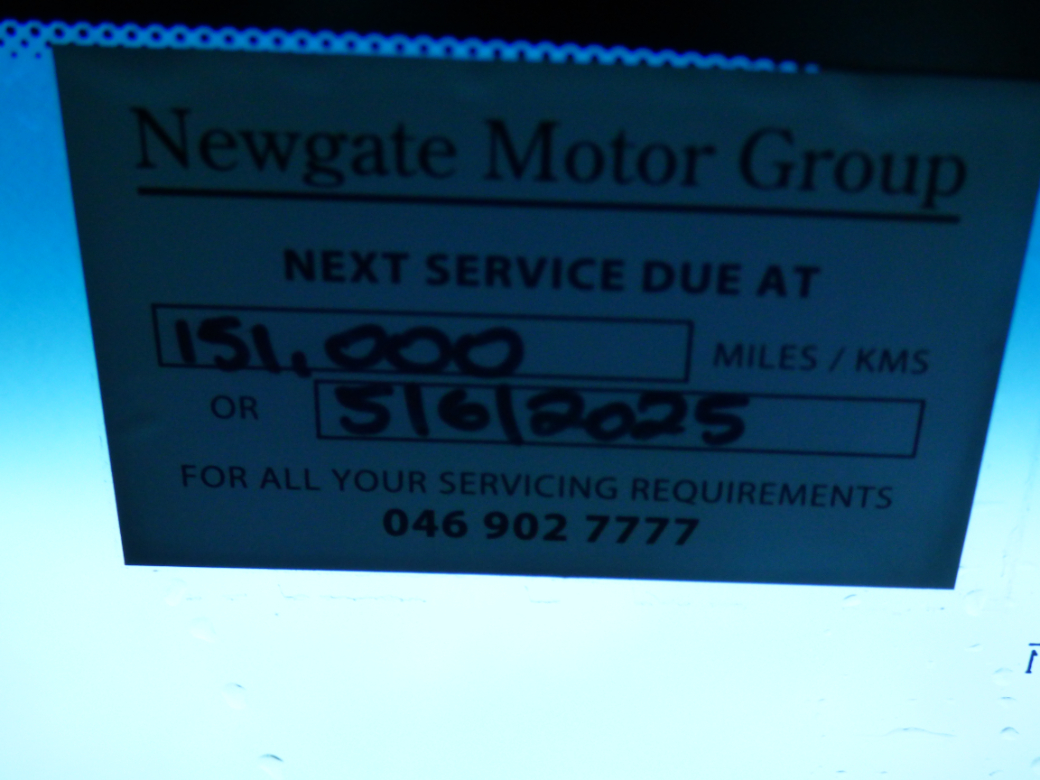 Newgate Motor Group
NEXT SERVICE DUE AT
151,000 MILES / KMS
OR 5/6/2025
FOR ALL YOUR SERVICING REQUIREMENTS
046 902 7777